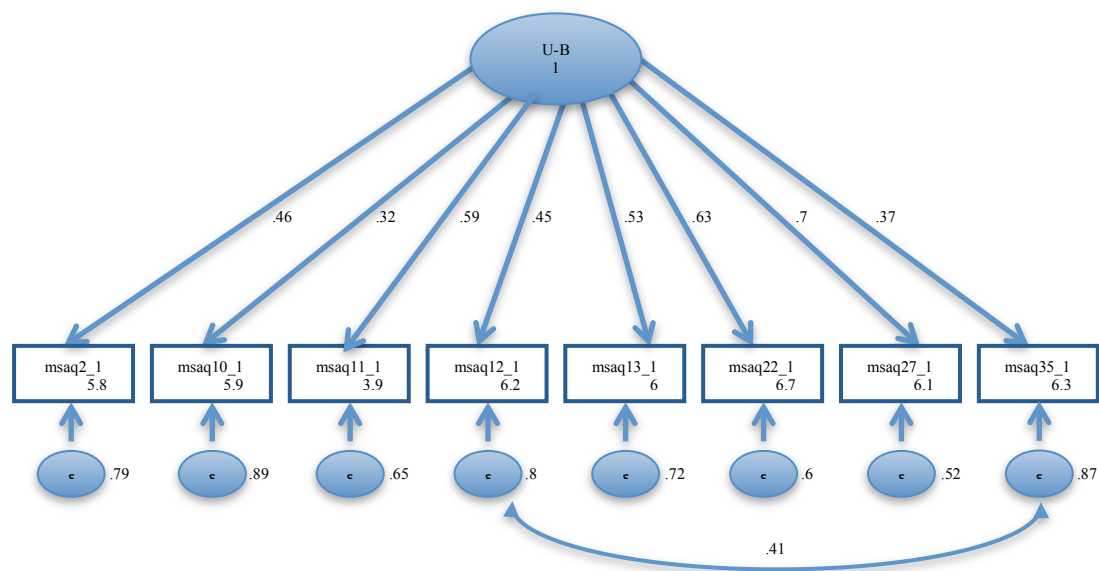 U-B
1
.46
.32
.59
.45
.53
.63
.7
.37
msaq2_1
5.8
msaq10_1
5.9
msaq11_1
3.9
msaq12_1
6.2
msaq13_1
6
msaq22_1
6.7
msaq27_1
6.1
msaq35_1
6.3
.79
.89
.65
.8
.72
.6
.52
.87
.41